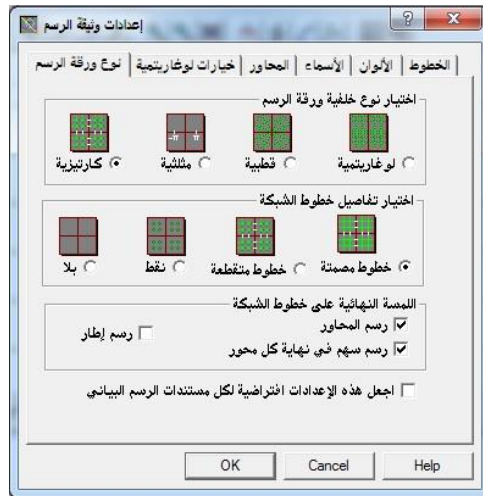 إعدادات وثيقة الرسم
نوع ورقة الرسم خيارات لوغاريتمية المحاور الأسماء الألوان الخطوط
اختيار نوع خلفية ورقة الرسم
لوغاريتمية قطبية مثلثية كارتيزية
اختيار تفاصيل خطوط الشبكة
خطوط مصمتة خطوط متقطعة نقط بلا
اللمسة النهائية على خطوط الشبكة
رسم المحاور
رسم إطار
رسم سهم في نهاية كل محور
اجعل هذه الإعدادات افتراضية لكل مستندات الرسم البياني
OK Cancel Help